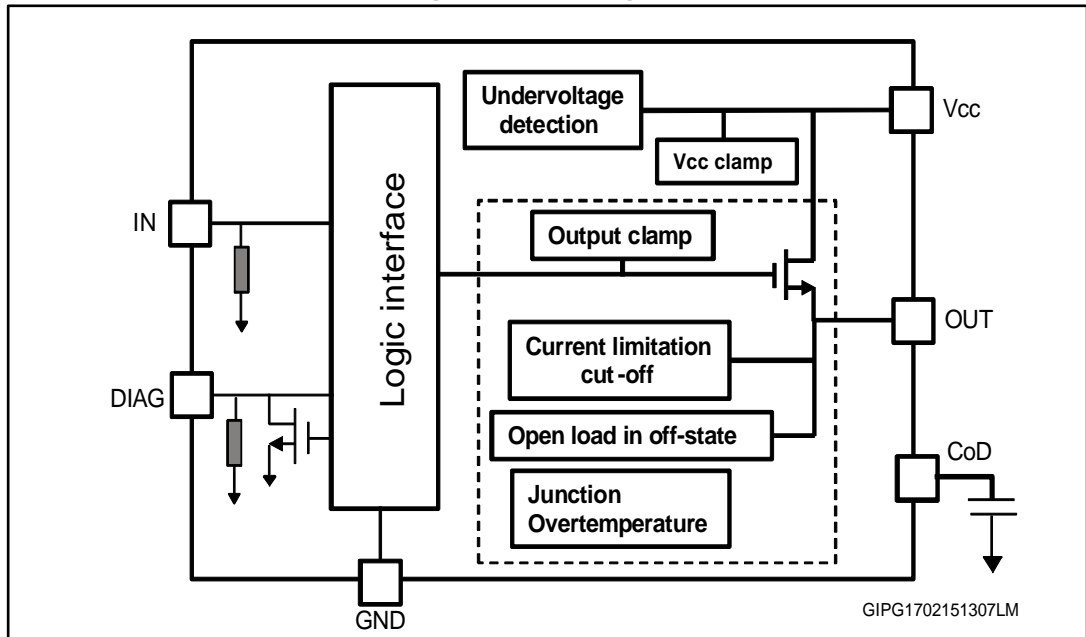 Undervoltage
detection
Vcc
Vcc clamp
Logic interface
IN
Output clamp
OUT
Current limitation
cut-off
DIAG
Open load in off-state
CoD
Junction
Overtemperature
GND
GIPG1702151307LM